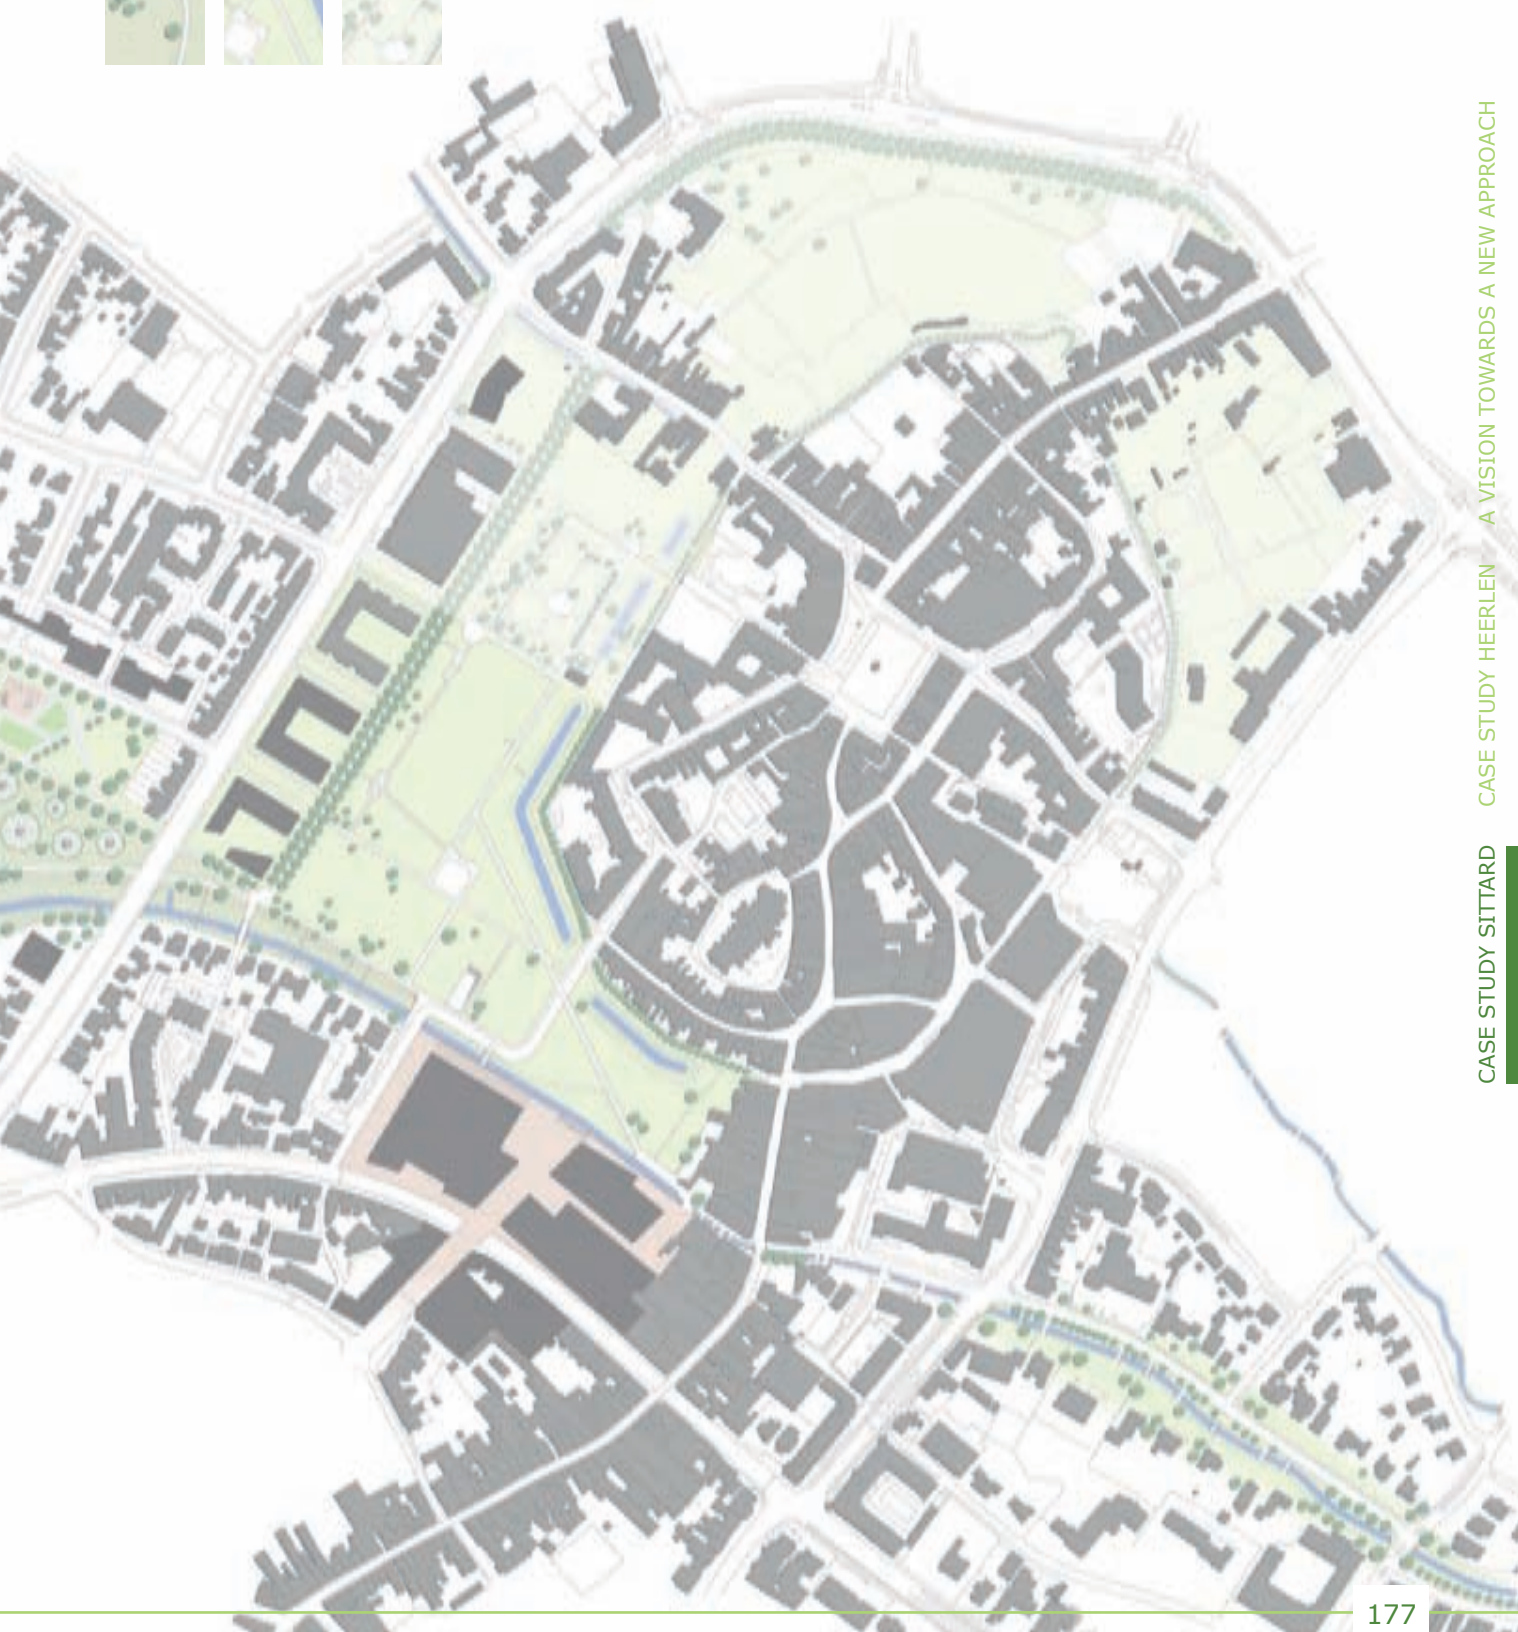 A VISION TOWARDS A NEW APPROACH
CASE STUDY HEERLEN
CASE STUDY SITTARD
177